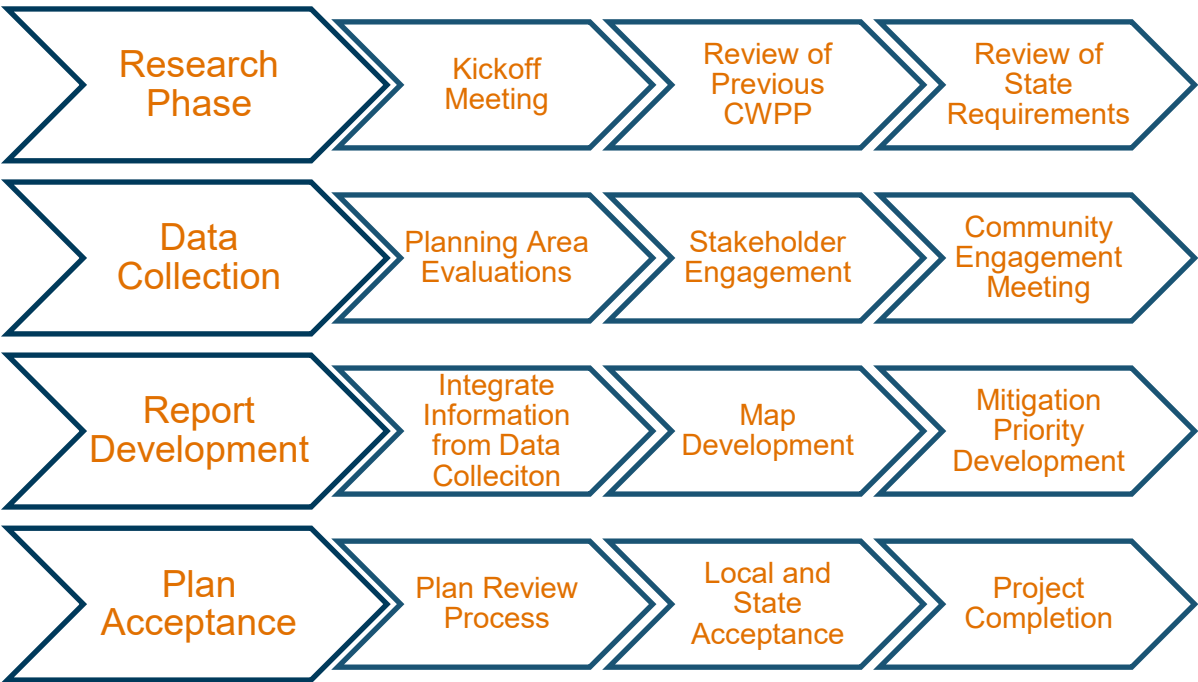 Research
Phase
Kickoff
Meeting
Review of
Previous
CWPP
Review of
State
Requirements
Data
Collection
Planning Area
Evaluations
Stakeholder
Engagement
Community
Engagement
Meeting
Report
Development
Integrate
Information
from Data
Colleciton
Map
Development
Mitigation
Priority
Development
Plan
Acceptance
Plan Review
Process
Local and
State
Acceptance
Project
Completion